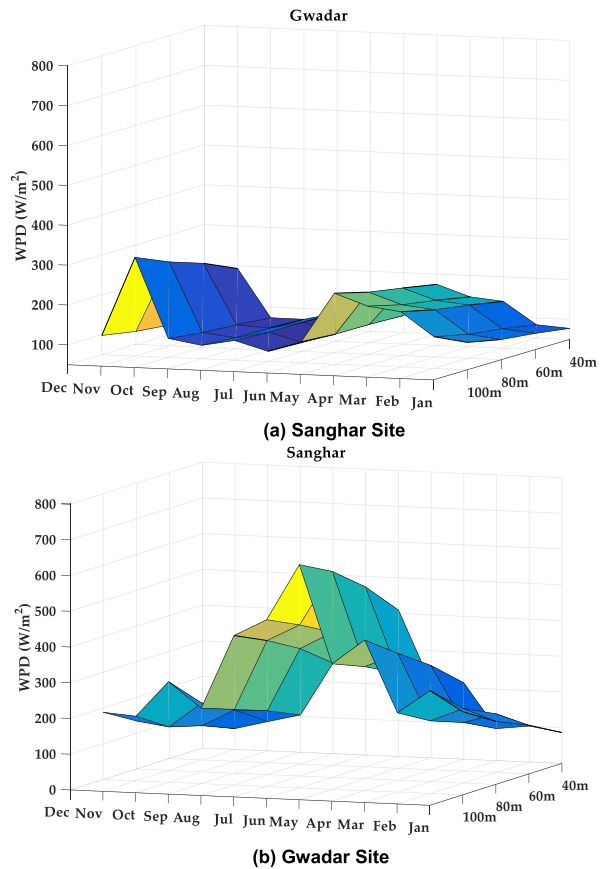 Gwadar
800
700
600
500
400
300
200
100
WPD (W/m²)
Dec Nov Oct Sep Aug Jul Jun May Apr Mar Feb Jan
100m 80m 60m 40m
(a) Sanghar Site
Sanghar
800
700
600
500
400
300
200
100
0
WPD (W/m²)
Dec Nov Oct Sep Aug Jul Jun May Apr Mar Feb Jan
100m 80m 60m 40m
(b) Gwadar Site